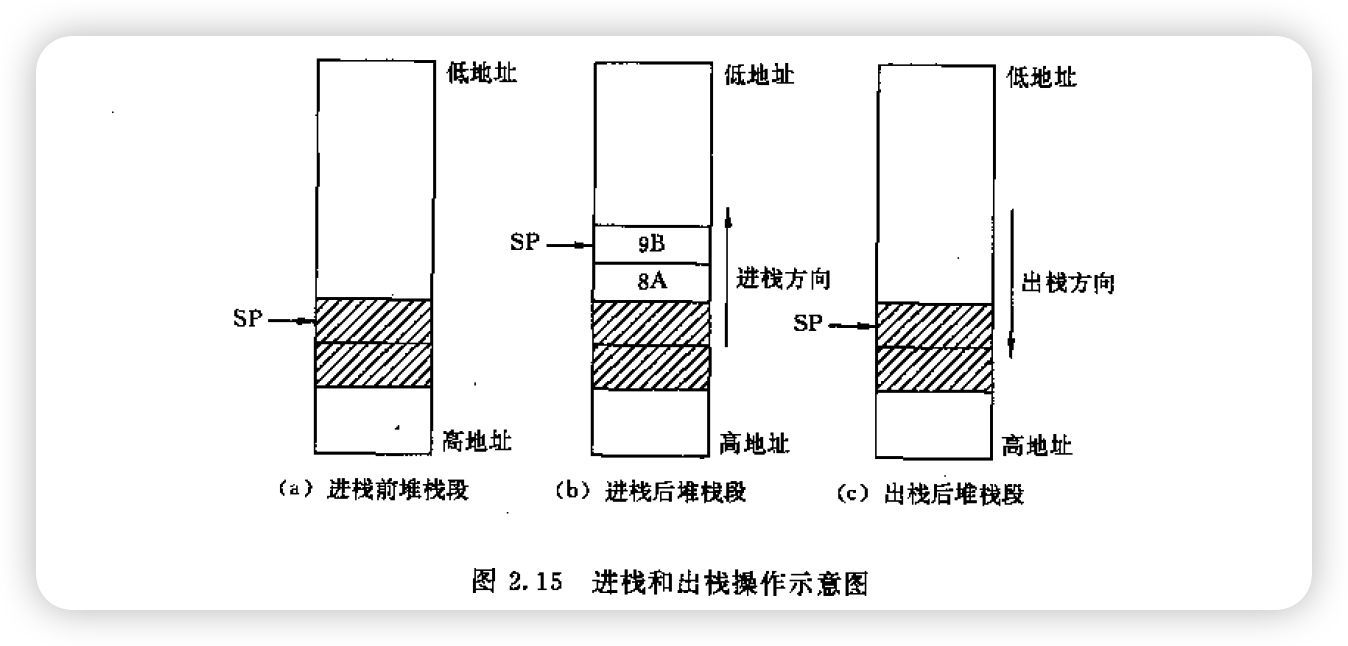 低地址 低地址 低地址
SP 9B
8A 进栈方向 出栈方向
SP SP
高地址 高地址 高地址
（a）进栈前堆栈段 （b）进栈后堆栈段 （c）出栈后堆栈段
图 2.15 进栈和出栈操作示意图